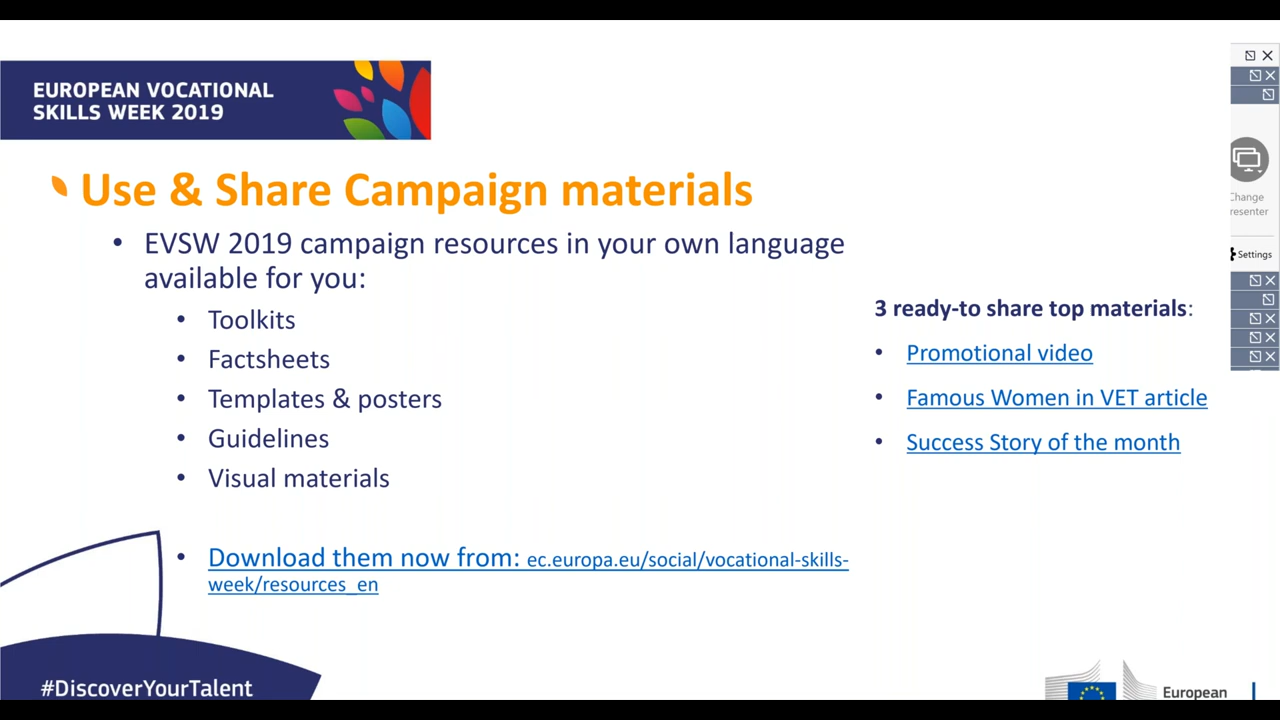 EUROPEAN VOCATIONAL
SKILLS WEEK 2019
Use & Share Campaign materials
• EVSW 2019 campaign resources in your own language
available for you:
• Toolkits
• Factsheets
• Templates & posters
• Guidelines
• Visual materials
• Download them now from: ec.europa.eu/social/vocational-skills-
week/resources_en
3 ready-to share top materials:
• Promotional video
• Famous Women in VET article
• Success Story of the month
Change
resenter
Settings
#DiscoverYourTalent
European